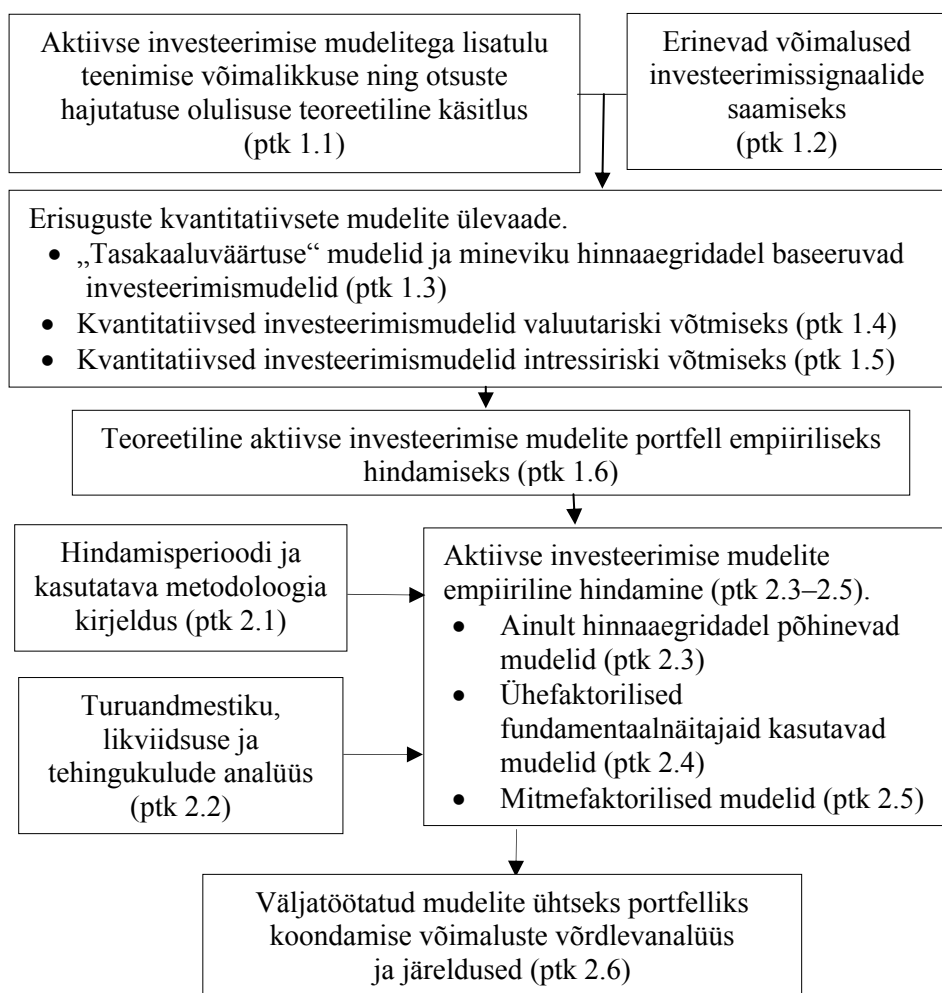 Aktiivse investeerimise mudelitega lisatulu
teenimise võimalikkuse ning otsuste
hajutatuse olulisuse teoreetiline käsitlus
(ptk 1.1)
Erinevad võimalused
investeerimissignaalide
saamiseks
(ptk 1.2)
Erisuguste kvantitatiivsete mudelite ülevaade.
• „Tasakaaluväärtuse“ mudelid ja mineviku hinnaaegridadel baseeruvad
investeerimismudelid (ptk 1.3)
• Kvantitatiivsed investeerimismudelid valuutariski võtmiseks (ptk 1.4)
• Kvantitatiivsed investeerimismudelid intressiriski võtmiseks (ptk 1.5)
Teoreetiline aktiivse investeerimise mudelite portfell empiiriliseks
hindamiseks (ptk 1.6)
Hindamisperioodi ja
kasutatava metodoloogia
kirjeldus (ptk 2.1)
Turuandmestiku,
likviidsuse ja
tehingukulude analüüs
(ptk 2.2)
Aktiivse investeerimise mudelite
empiiriline hindamine (ptk 2.3–2.5).
• Ainult hinnaaegridadel põhinevad
mudelid (ptk 2.3)
• Ühefaktorilised
fundamentaalnäitajaid kasutavad
mudelid (ptk 2.4)
• Mitmefaktorilised mudelid (ptk 2.5)
Väljatöötatud mudelite ühtseks portfelliks
koondamise võimaluste võrdlevanalüüs
ja järeldused (ptk 2.6)